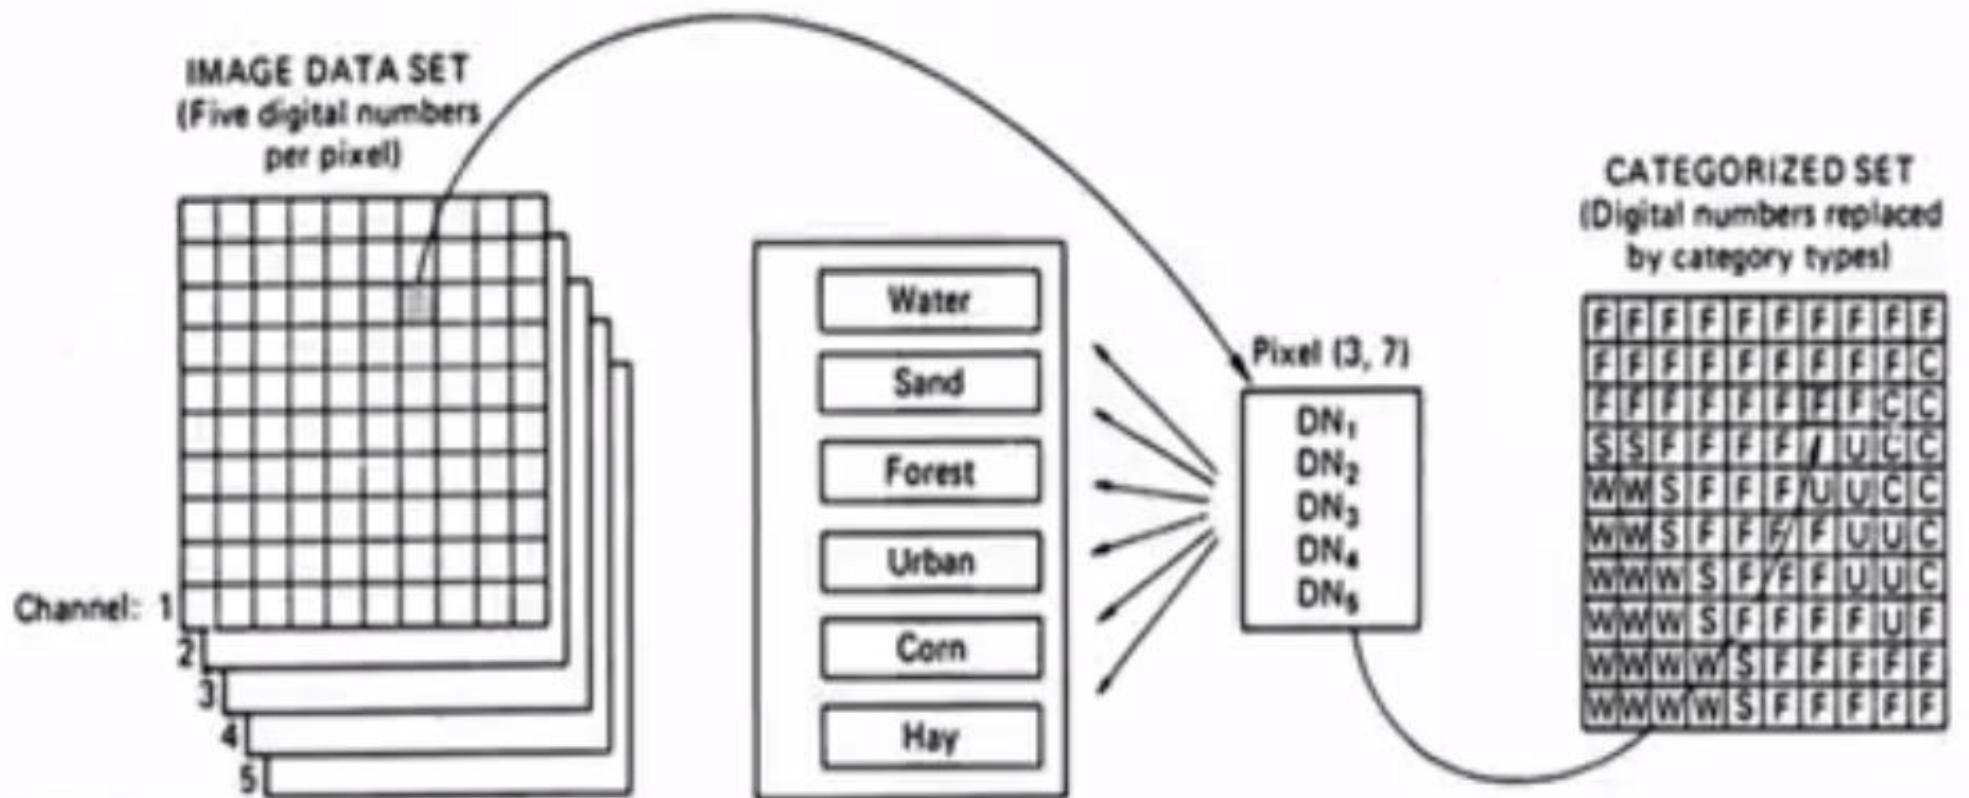 IMAGE DATA SET
(Five digital numbers
per pixel)
Channel: 1
2
3
4
5
Water
Sand
Forest
Urban
Corn
Hay
Pixel (3, 7)
DN₁
DN₂
DN₃
DN₄
DN₅
CATEGORIZED SET
(Digital numbers replaced
by category types)
F F F F F F F F F F
F F F F F F F F F C
F F F F F F F F C C
S S F F F F U C C
W W S F F F U U C C
W W S F F F F U U C
W W W S F F F U U C
W W W S F F F F U F
W W W W S F F F F F
W W W W S F F F F F